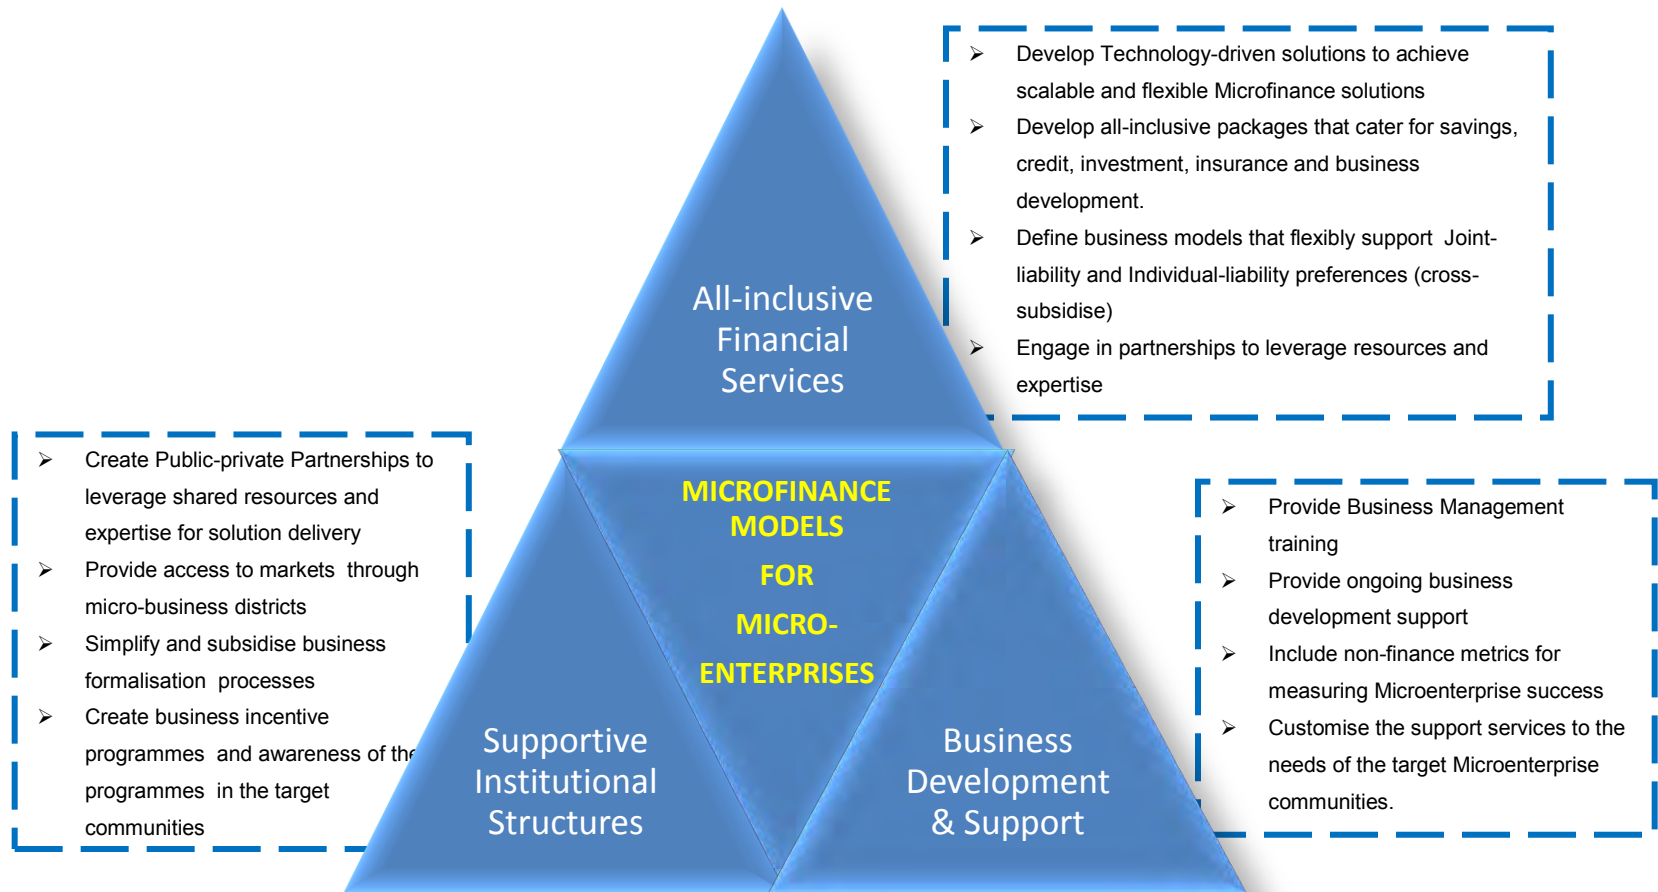 ➢ Develop Technology-driven solutions to achieve
scalable and flexible Microfinance solutions
➢ Develop all-inclusive packages that cater for savings,
credit, investment, insurance and business
development.
➢ Define business models that flexibly support Joint-
liability and Individual-liability preferences (cross-
subsidise)
➢ Engage in partnerships to leverage resources and
expertise
All-inclusive
Financial
Services
➢ Create Public-private Partnerships to
leverage shared resources and
expertise for solution delivery
➢ Provide access to markets through
micro-business districts
➢ Simplify and subsidise business
formalisation processes
➢ Create business incentive
programmes and awareness of the
programmes in the target
communities
MICROFINANCE
MODELS
FOR
MICRO-
ENTERPRISES
➢ Provide Business Management
training
➢ Provide ongoing business
development support
➢ Include non-finance metrics for
measuring Microenterprise success
➢ Customise the support services to the
needs of the target Microenterprise
communities.
Supportive
Institutional
Structures
Business
Development
& Support